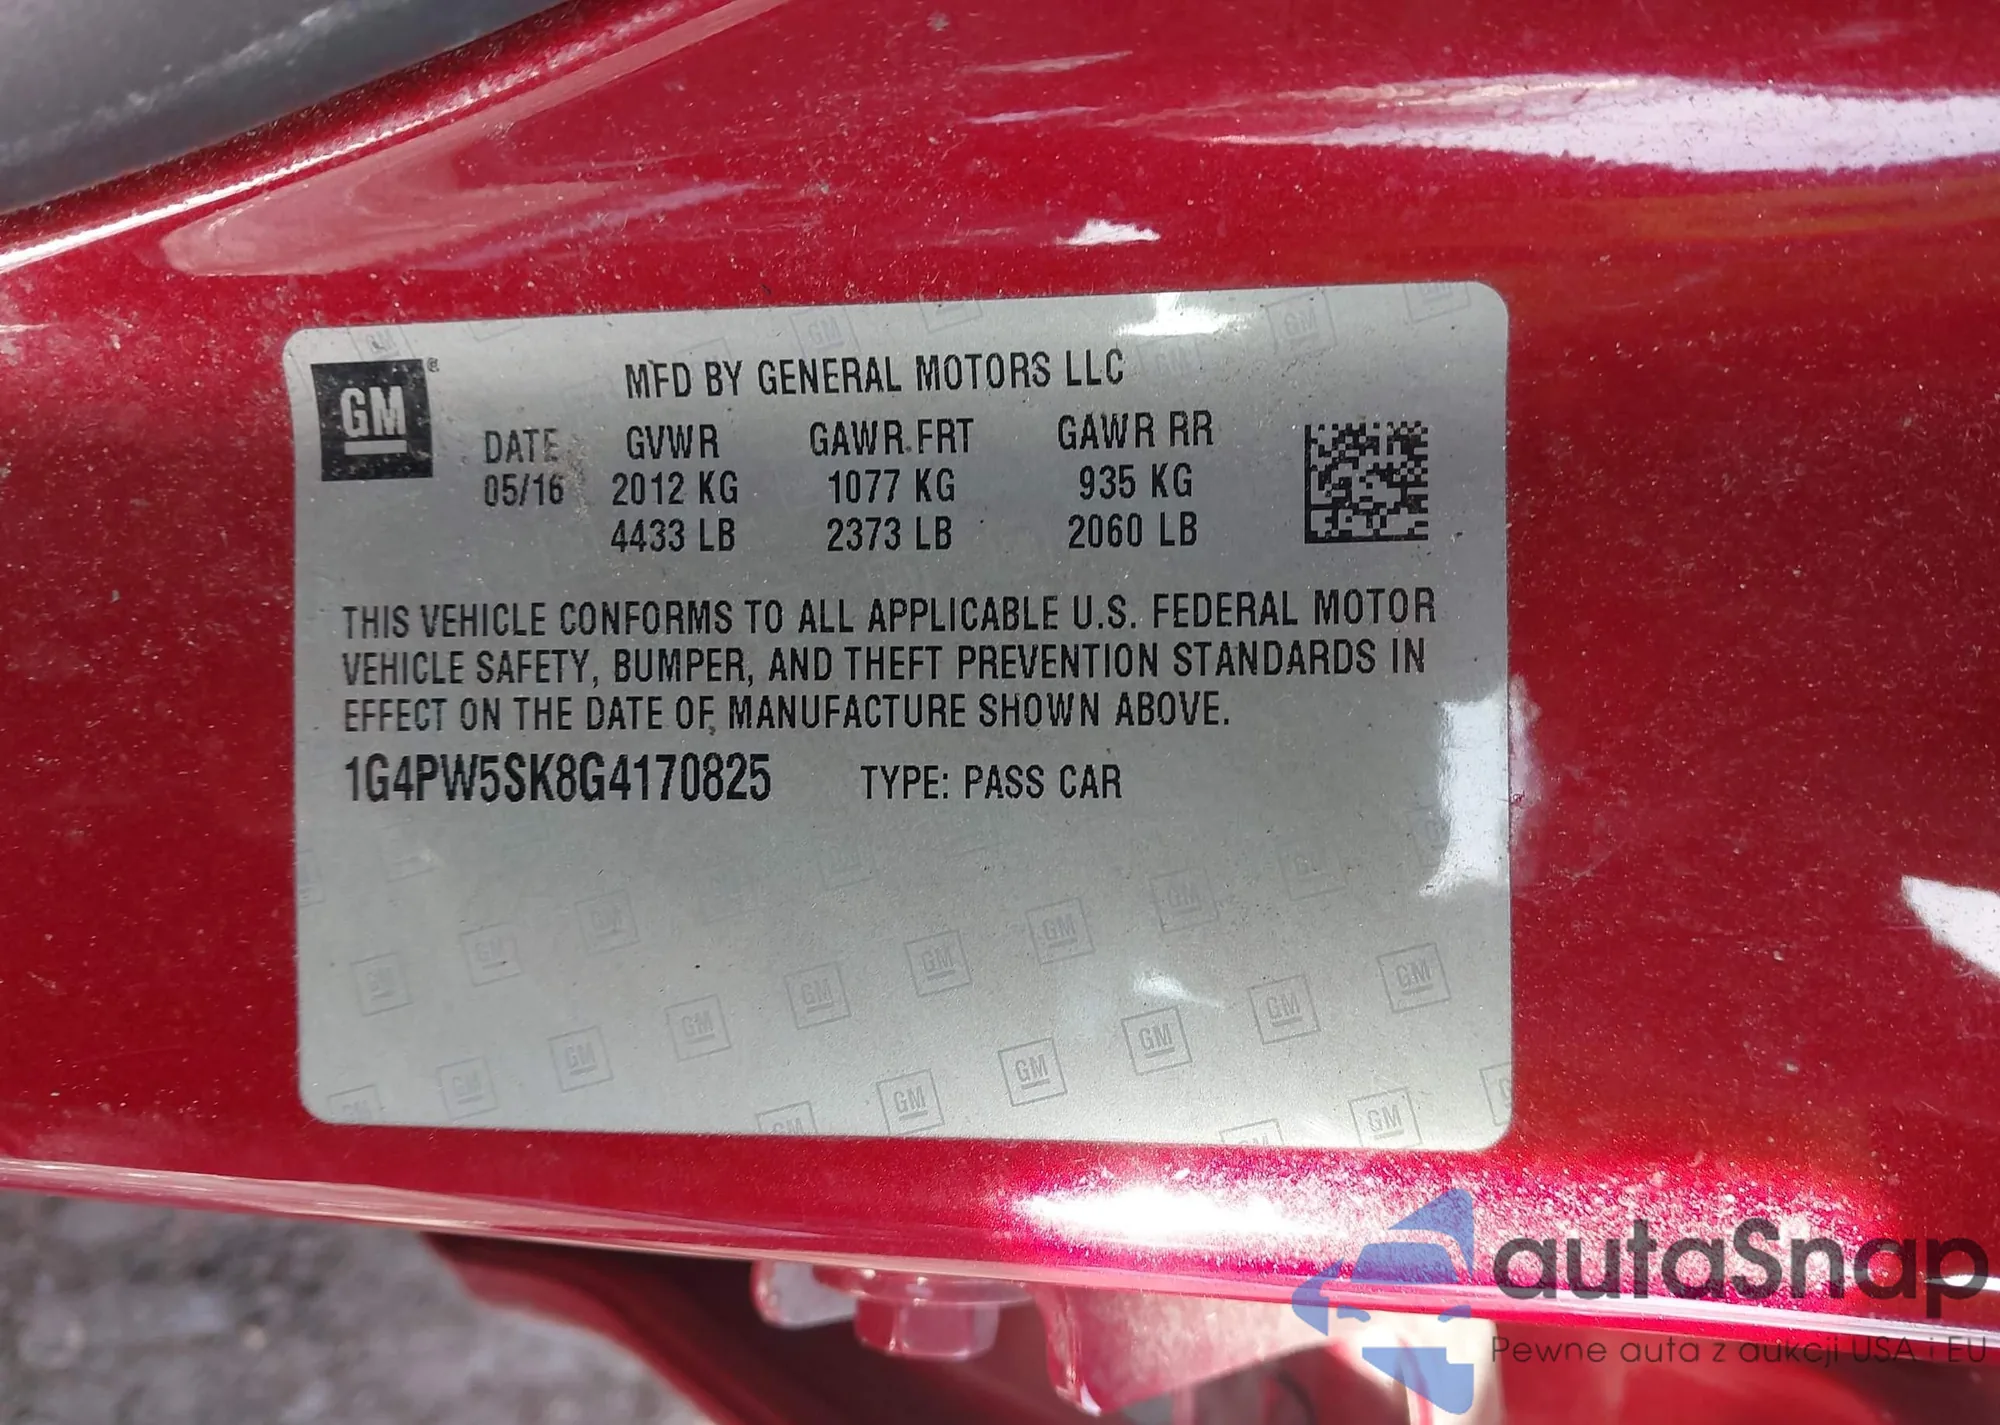 GM®
MFD BY GENERAL MOTORS LLC
DATE GVWR GAWR FRT GAWR RR
05/16 2012 KG 1077 KG 935 KG
4433 LB 2373 LB 2060 LB
THIS VEHICLE CONFORMS TO ALL APPLICABLE U.S. FEDERAL MOTOR
VEHICLE SAFETY, BUMPER, AND THEFT PREVENTION STANDARDS IN
EFFECT ON THE DATE OF MANUFACTURE SHOWN ABOVE.
1G4PW5SK8G4170825 TYPE: PASS CAR
autaSnap
Pewne auta z aukcji USA i EU